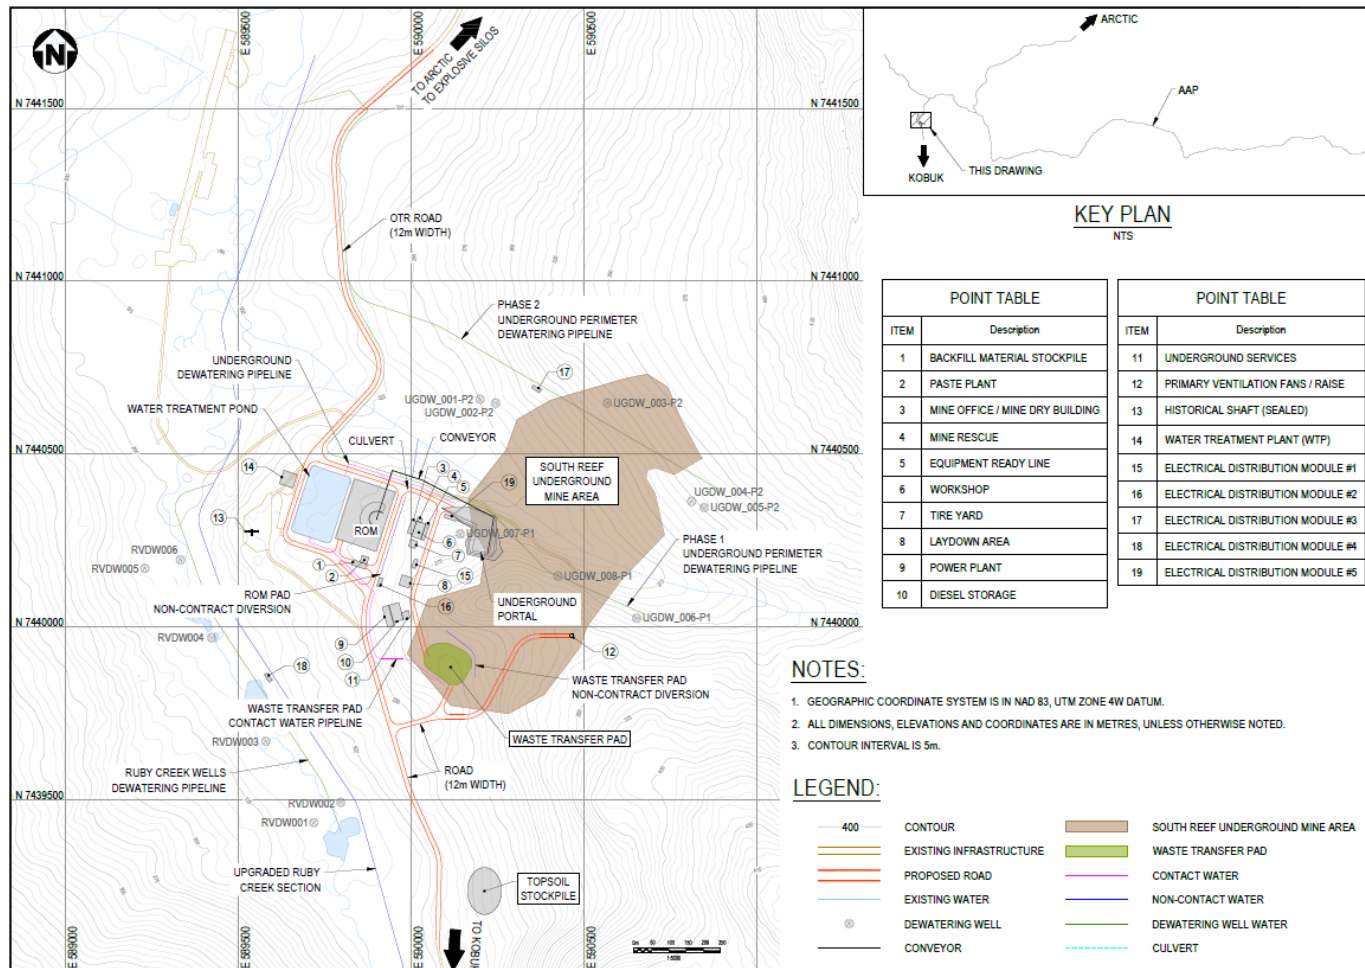 N
E 589500
E 590000
E 590500
TO ARCTIC
TO EXPLOSIVE SILOS
N 7441500
N 7441500
OTR ROAD
(12m WIDTH)
N 7441000
N 7441000
PHASE 2
UNDERGROUND PERIMETER
DEWATERING PIPELINE
UNDERGROUND
DEWATERING PIPELINE
17
WATER TREATMENT POND
UGDW_001-P2
UGDW_002-P2
UGDW_003-P2
CULVERT
CONVEYOR
N 7440500
N 7440500
14
3
4
5
19
SOUTH REEF
UNDERGROUND
MINE AREA
UGDW_004-P2
UGDW_005-P2
13
ROM
6
UGDW_007-P1
7
PHASE 1
UNDERGROUND PERIMETER
DEWATERING PIPELINE
RVDW006
RVDW005
1
2
15
8
UGDW_008-P1
ROM PAD
NON-CONTRACT DIVERSION
16
UNDERGROUND
PORTAL
UGDW_006-P1
N 7440000
N 7440000
RVDW004
9
10
11
12
18
WASTE TRANSFER PAD
NON-CONTRACT DIVERSION
WASTE TRANSFER PAD
CONTACT WATER PIPELINE
RVDW003
WASTE TRANSFER PAD
RUBY CREEK WELLS
DEWATERING PIPELINE
ROAD
(12m WIDTH)
N 7439500
N 7439500
RVDW002
RVDW001
UPGRADED RUBY
CREEK SECTION
TOPSOIL
STOCKPILE
TO KOBUK
E 589000
E 589500
E 590000
E 590500
0m 50 100 150 200 250
1:5000
ARCTIC
AAP
KOBUK
THIS DRAWING
KEY PLAN
NTS
POINT TABLE
ITEM Description
1 BACKFILL MATERIAL STOCKPILE
2 PASTE PLANT
3 MINE OFFICE / MINE DRY BUILDING
4 MINE RESCUE
5 EQUIPMENT READY LINE
6 WORKSHOP
7 TIRE YARD
8 LAYDOWN AREA
9 POWER PLANT
10 DIESEL STORAGE
POINT TABLE
ITEM Description
11 UNDERGROUND SERVICES
12 PRIMARY VENTILATION FANS / RAISE
13 HISTORICAL SHAFT (SEALED)
14 WATER TREATMENT PLANT (WTP)
15 ELECTRICAL DISTRIBUTION MODULE #1
16 ELECTRICAL DISTRIBUTION MODULE #2
17 ELECTRICAL DISTRIBUTION MODULE #3
18 ELECTRICAL DISTRIBUTION MODULE #4
19 ELECTRICAL DISTRIBUTION MODULE #5
NOTES:
1. GEOGRAPHIC COORDINATE SYSTEM IS IN NAD 83, UTM ZONE 4W DATUM.
2. ALL DIMENSIONS, ELEVATIONS AND COORDINATES ARE IN METRES, UNLESS OTHERWISE NOTED.
3. CONTOUR INTERVAL IS 5m.
LEGEND:
400 CONTOUR
EXISTING INFRASTRUCTURE
PROPOSED ROAD
EXISTING WATER
DEWATERING WELL
CONVEYOR
SOUTH REEF UNDERGROUND MINE AREA
WASTE TRANSFER PAD
CONTACT WATER
NON-CONTACT WATER
DEWATERING WELL WATER
CULVERT